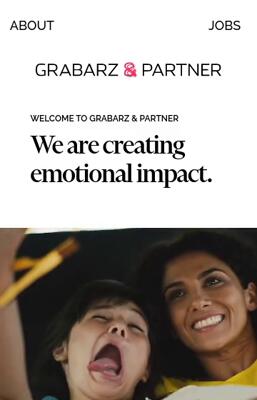 ABOUT
JOBS
GRABARZ & PARTNER
WELCOME TO GRABARZ & PARTNER
We are creating
emotional impact.